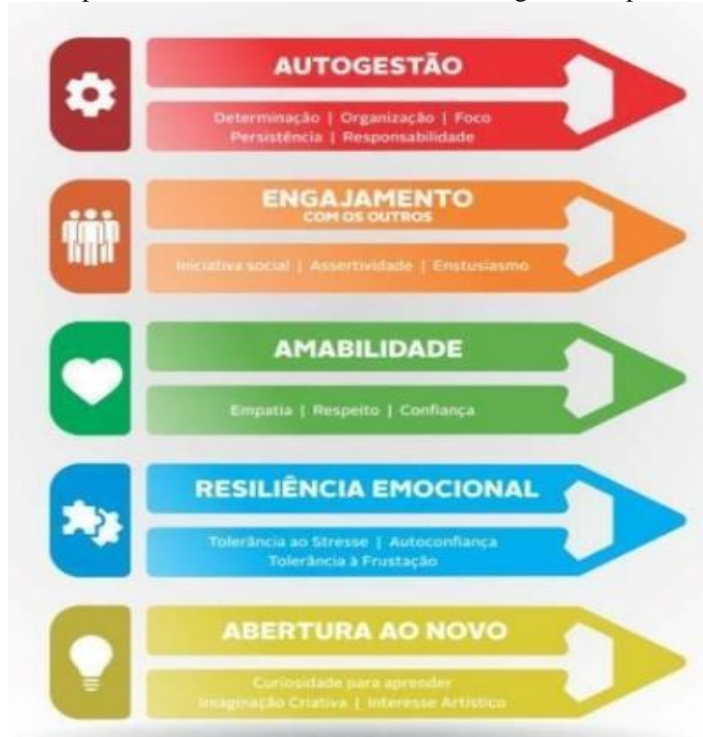 AUTOGESTÃO
Determinação | Organização | Foco
Persistência | Responsabilidade
ENGAJAMENTO
COM OS OUTROS
Iniciativa social | Assertividade | Enstusiasmo
AMABILIDADE
Empatia | Respeito | Confiança
RESILIÊNCIA EMOCIONAL
Tolerância ao Stresse | Autoconfiança
Tolerância à Frustação
ABERTURA AO NOVO
Curiosidade para aprender
Imaginação Criativa | Interesse Artístico